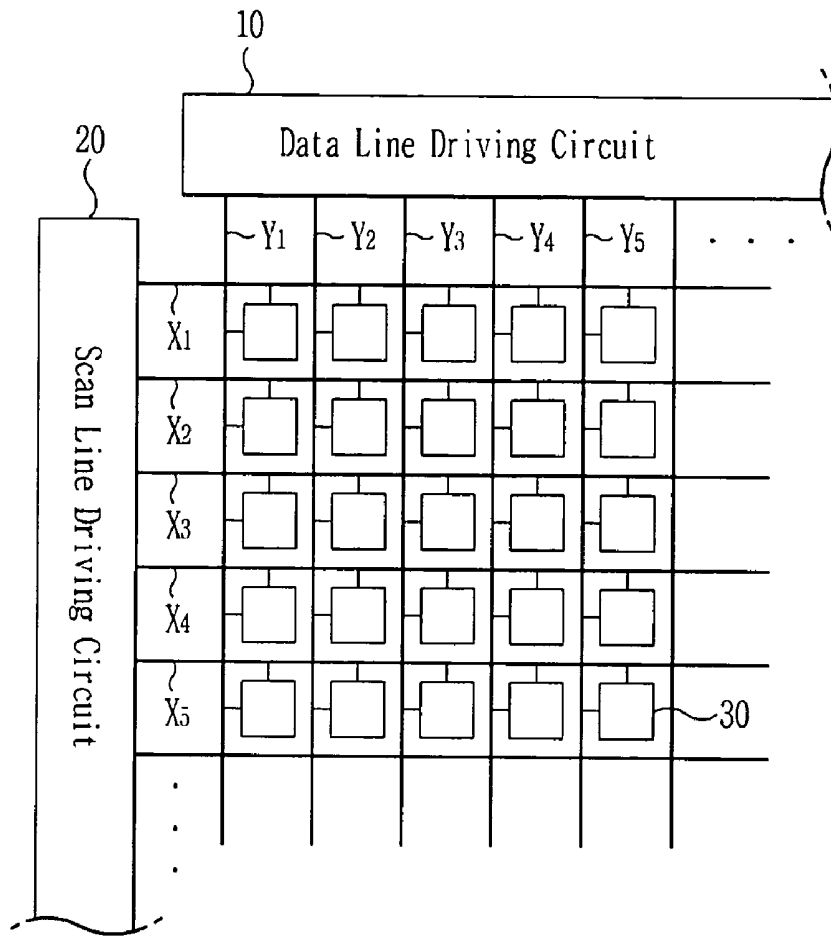 10
Data Line Driving Circuit
20
Y1 Y2 Y3 Y4 Y5 . . . .
Scan Line Driving Circuit
X1
X2
X3
X4
X5
30